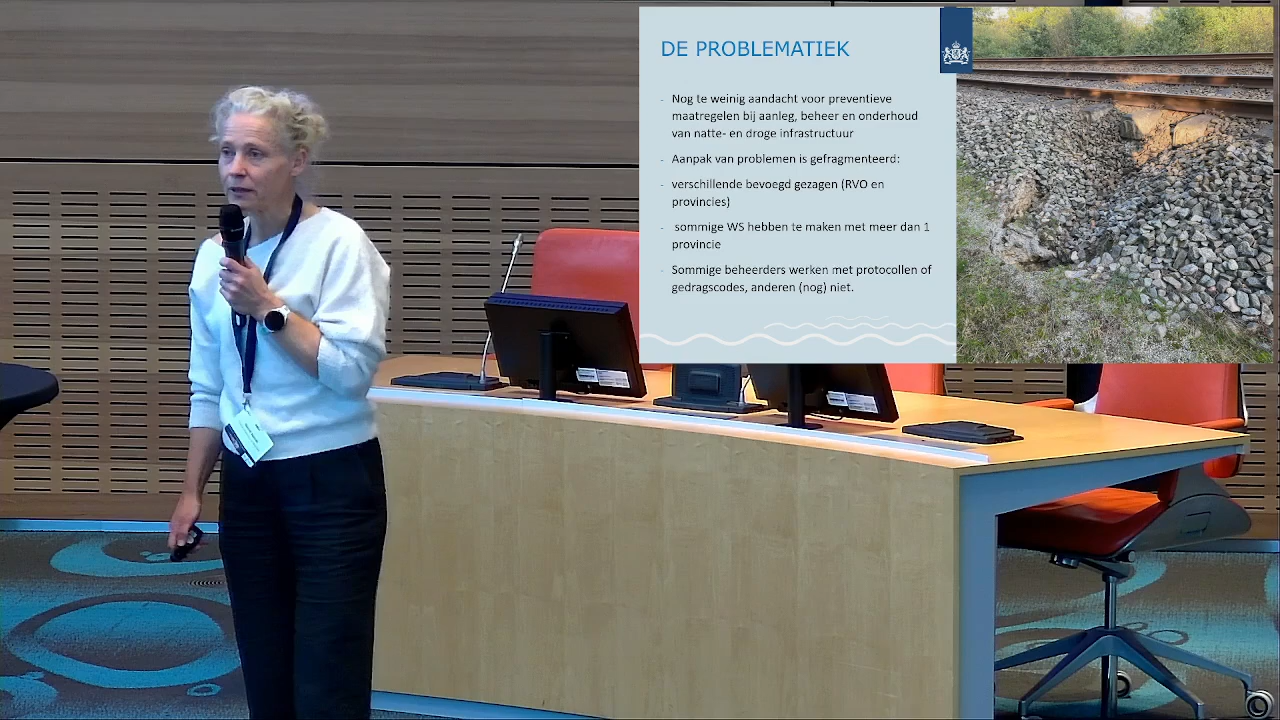 DE PROBLEMATIEK
- Nog te weinig aandacht voor preventieve
maatregelen bij aanleg, beheer en onderhoud
van natte- en droge infrastructuur
- Aanpak van problemen is gefragmenteerd:
- verschillende bevoegd gezagen (RVO en
provincies)
- sommige WS hebben te maken met meer dan 1
provincie
- Sommige beheerders werken met protocollen of
gedragscodes, anderen (nog) niet.